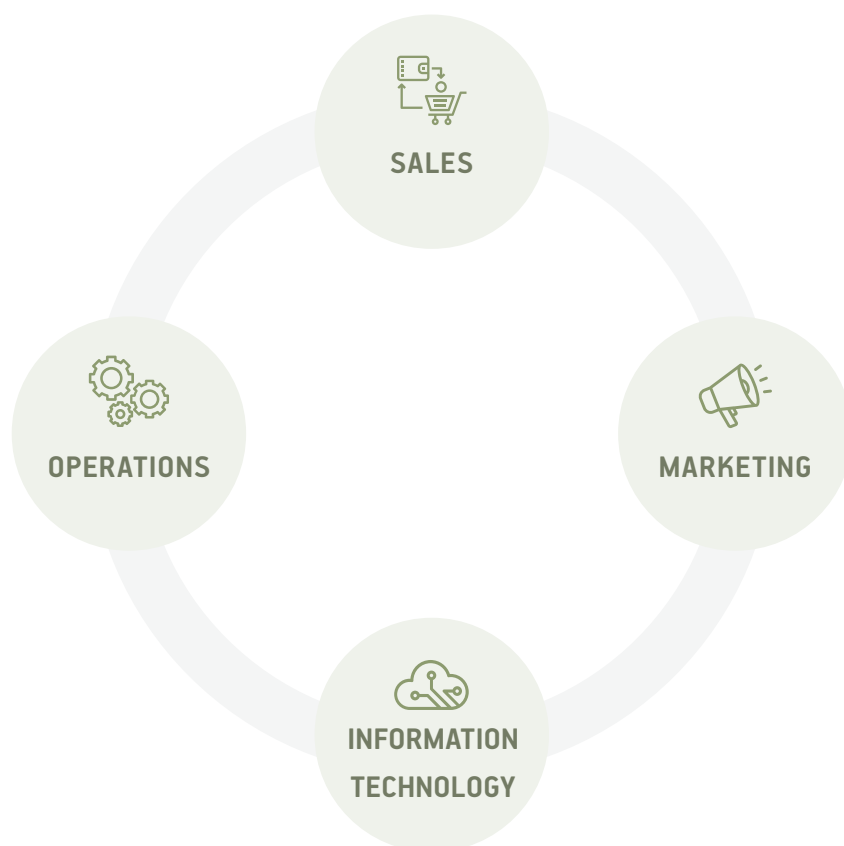 SALES
OPERATIONS
MARKETING
INFORMATION
TECHNOLOGY